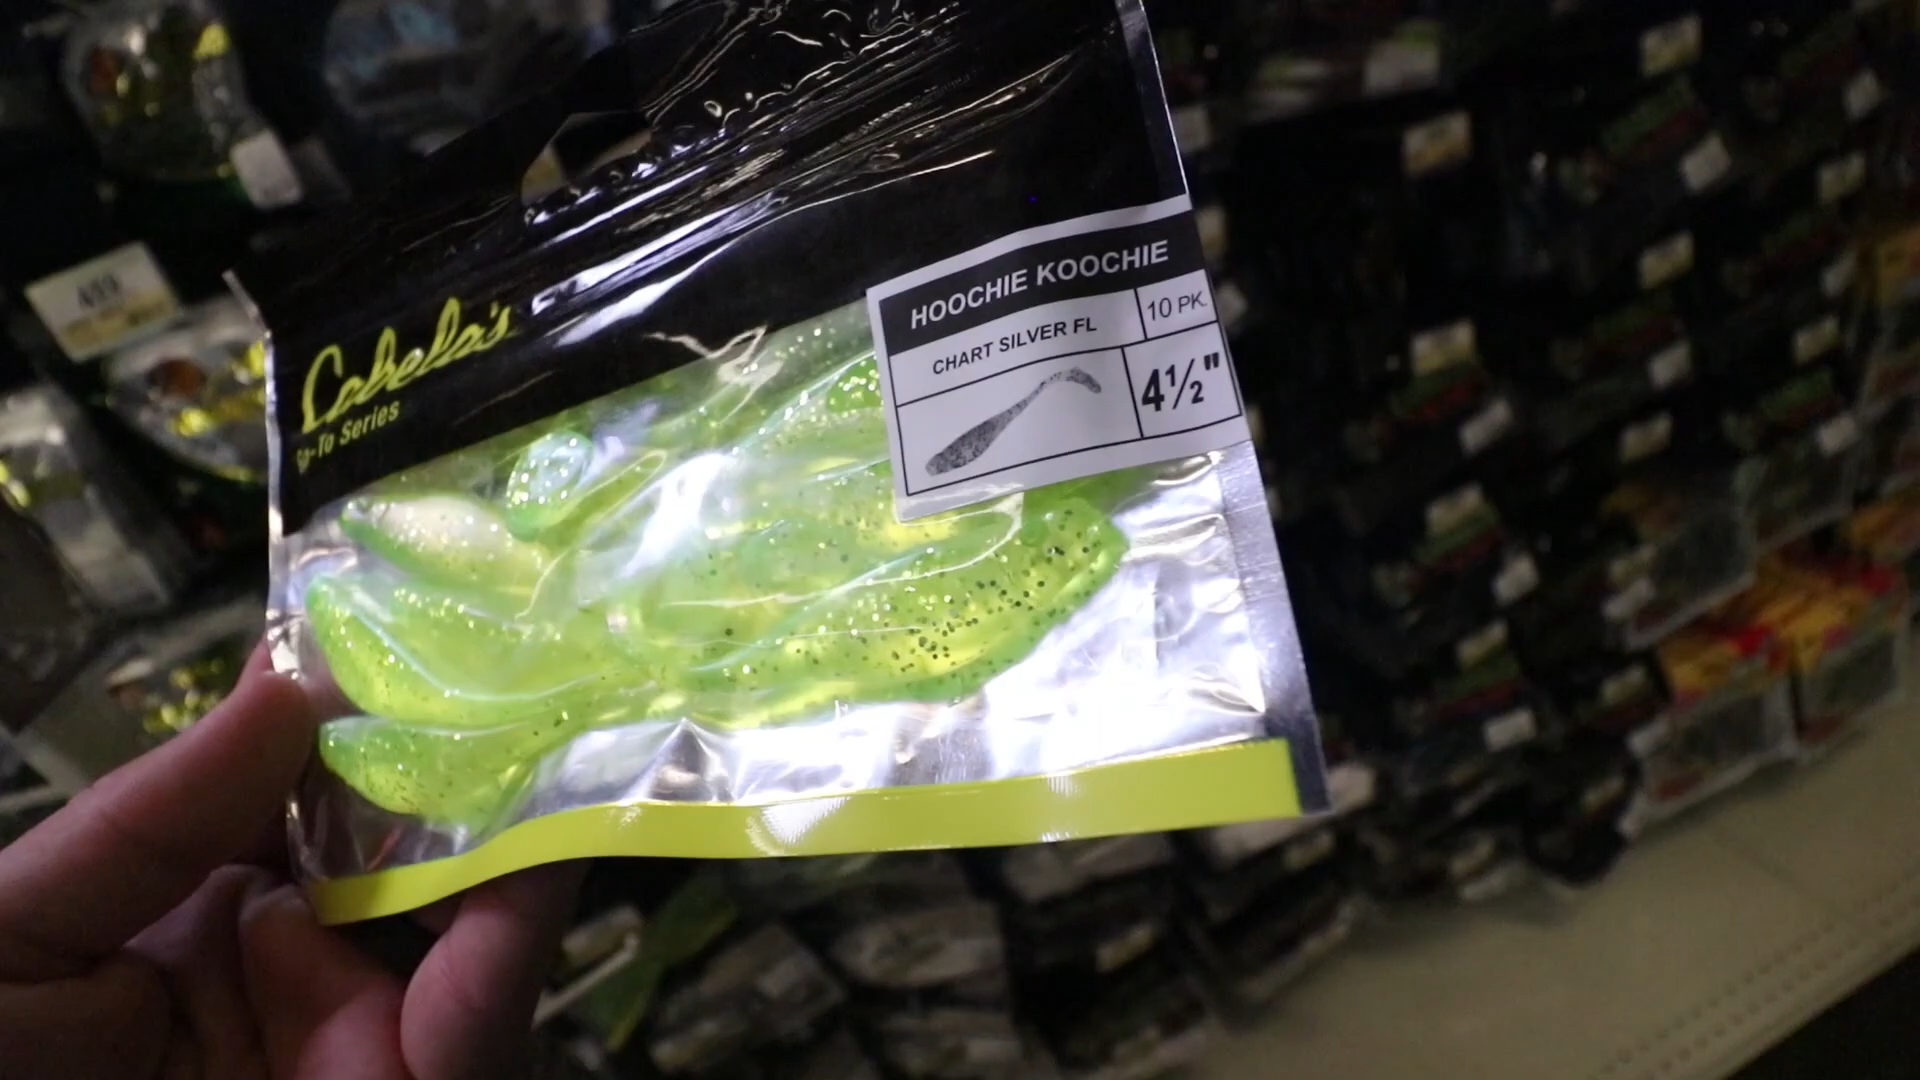 Cabela's
Go-To Series
HOOCHIE KOOCHIE
CHART SILVER FL
10 PK.
4½"